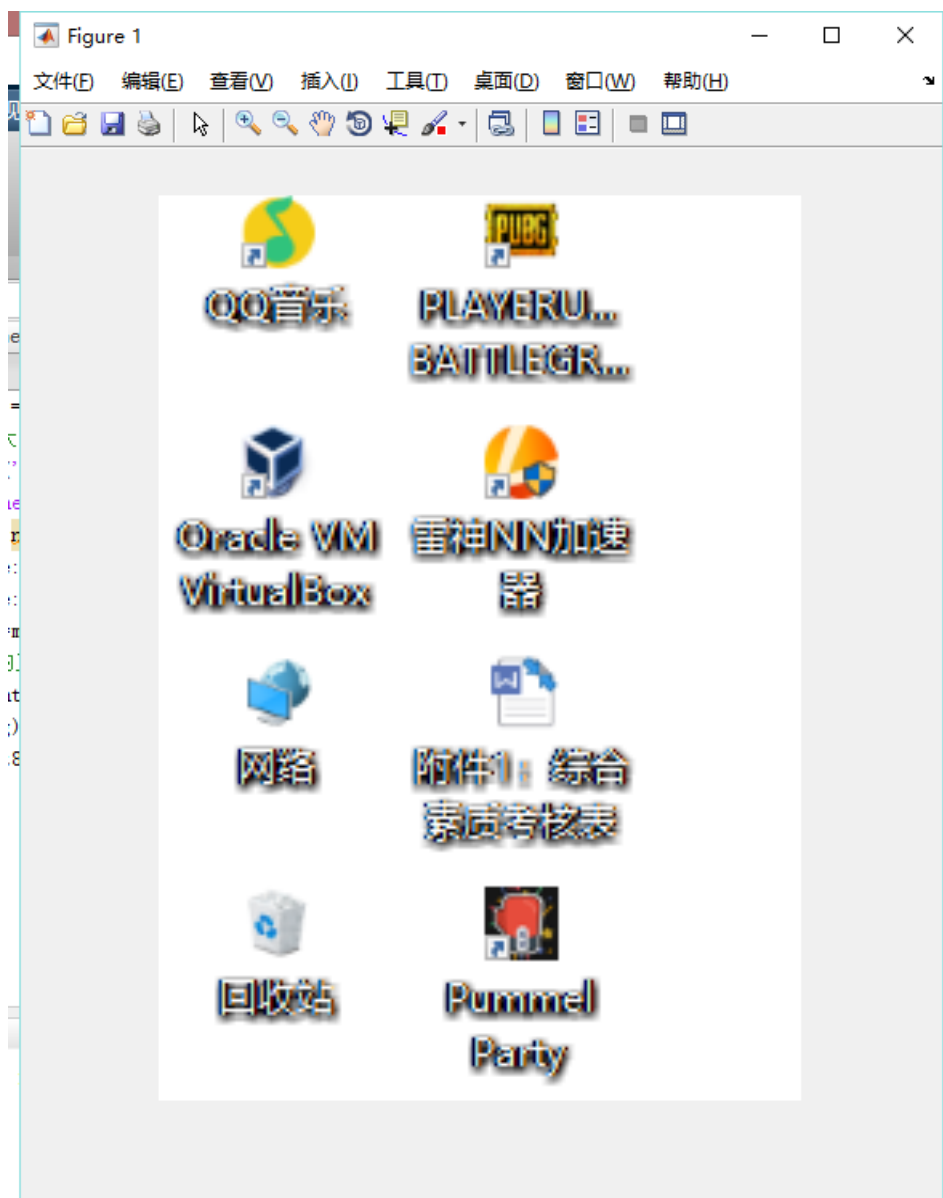 Figure 1
文件(F) 编辑(E) 查看(V) 插入(I) 工具(T) 桌面(D) 窗口(W) 帮助(H)
PUBG
QQ音乐 PLAYERU...
BATTLEGR...
Oracle VM 雷神NN加速
VirtualBox 器
W
网络 附件1：综合
素质考核表
回收站 Pummel
Party